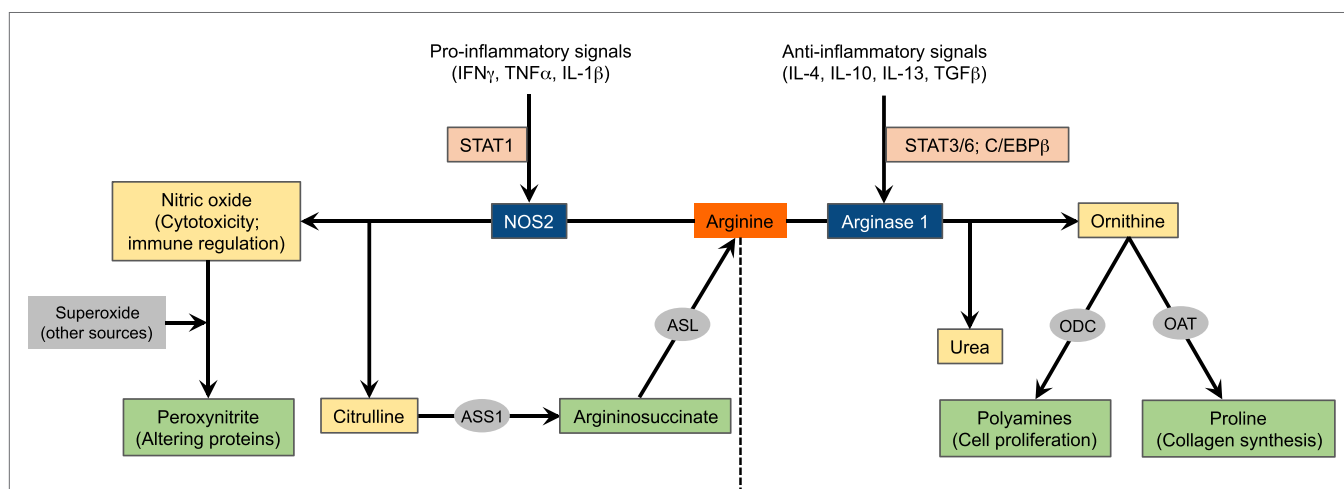 Pro-inflammatory signals
(IFNγ, TNFα, IL-1β)
Anti-inflammatory signals
(IL-4, IL-10, IL-13, TGFβ)
STAT1
STAT3/6; C/EBPβ
Nitric oxide
(Cytotoxicity;
immune regulation)
NOS2
Arginine
Arginase 1
Ornithine
Superoxide
(other sources)
ASL
ODC
OAT
Urea
Peroxynitrite
(Altering proteins)
Citrulline
ASS1
Argininosuccinate
Polyamines
(Cell proliferation)
Proline
(Collagen synthesis)